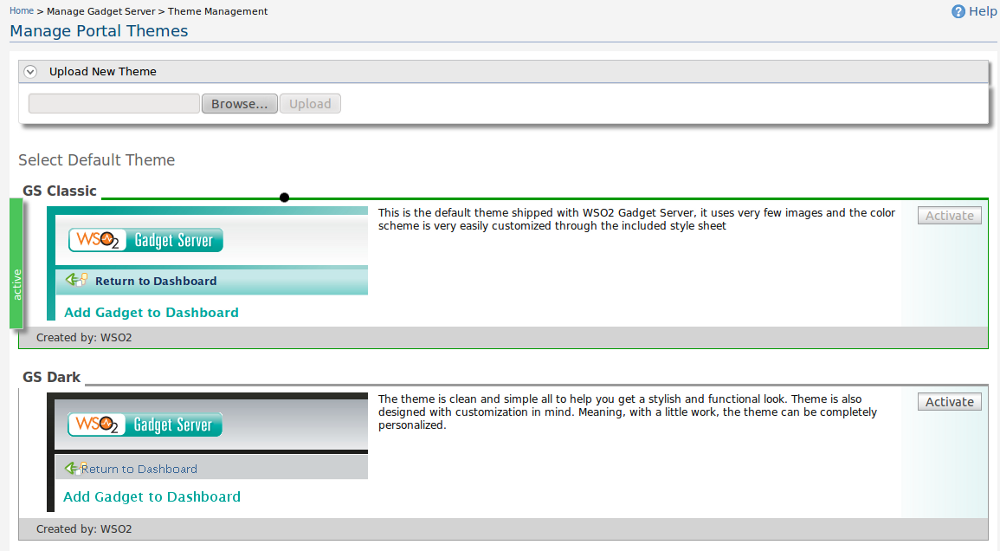 Home > Manage Gadget Server > Theme Management
Help
Manage Portal Themes
Upload New Theme
Browse... Upload
Select Default Theme
GS Classic
active
WSO2 Gadget Server
Return to Dashboard
Add Gadget to Dashboard
This is the default theme shipped with WSO2 Gadget Server, it uses very few images and the color
scheme is very easily customized through the included style sheet
Activate
Created by: WSO2
GS Dark
WSO2 Gadget Server
Return to Dashboard
Add Gadget to Dashboard
The theme is clean and simple all to help you get a stylish and functional look. Theme is also
designed with customization in mind. Meaning, with a little work, the theme can be completely
personalized.
Activate
Created by: WSO2